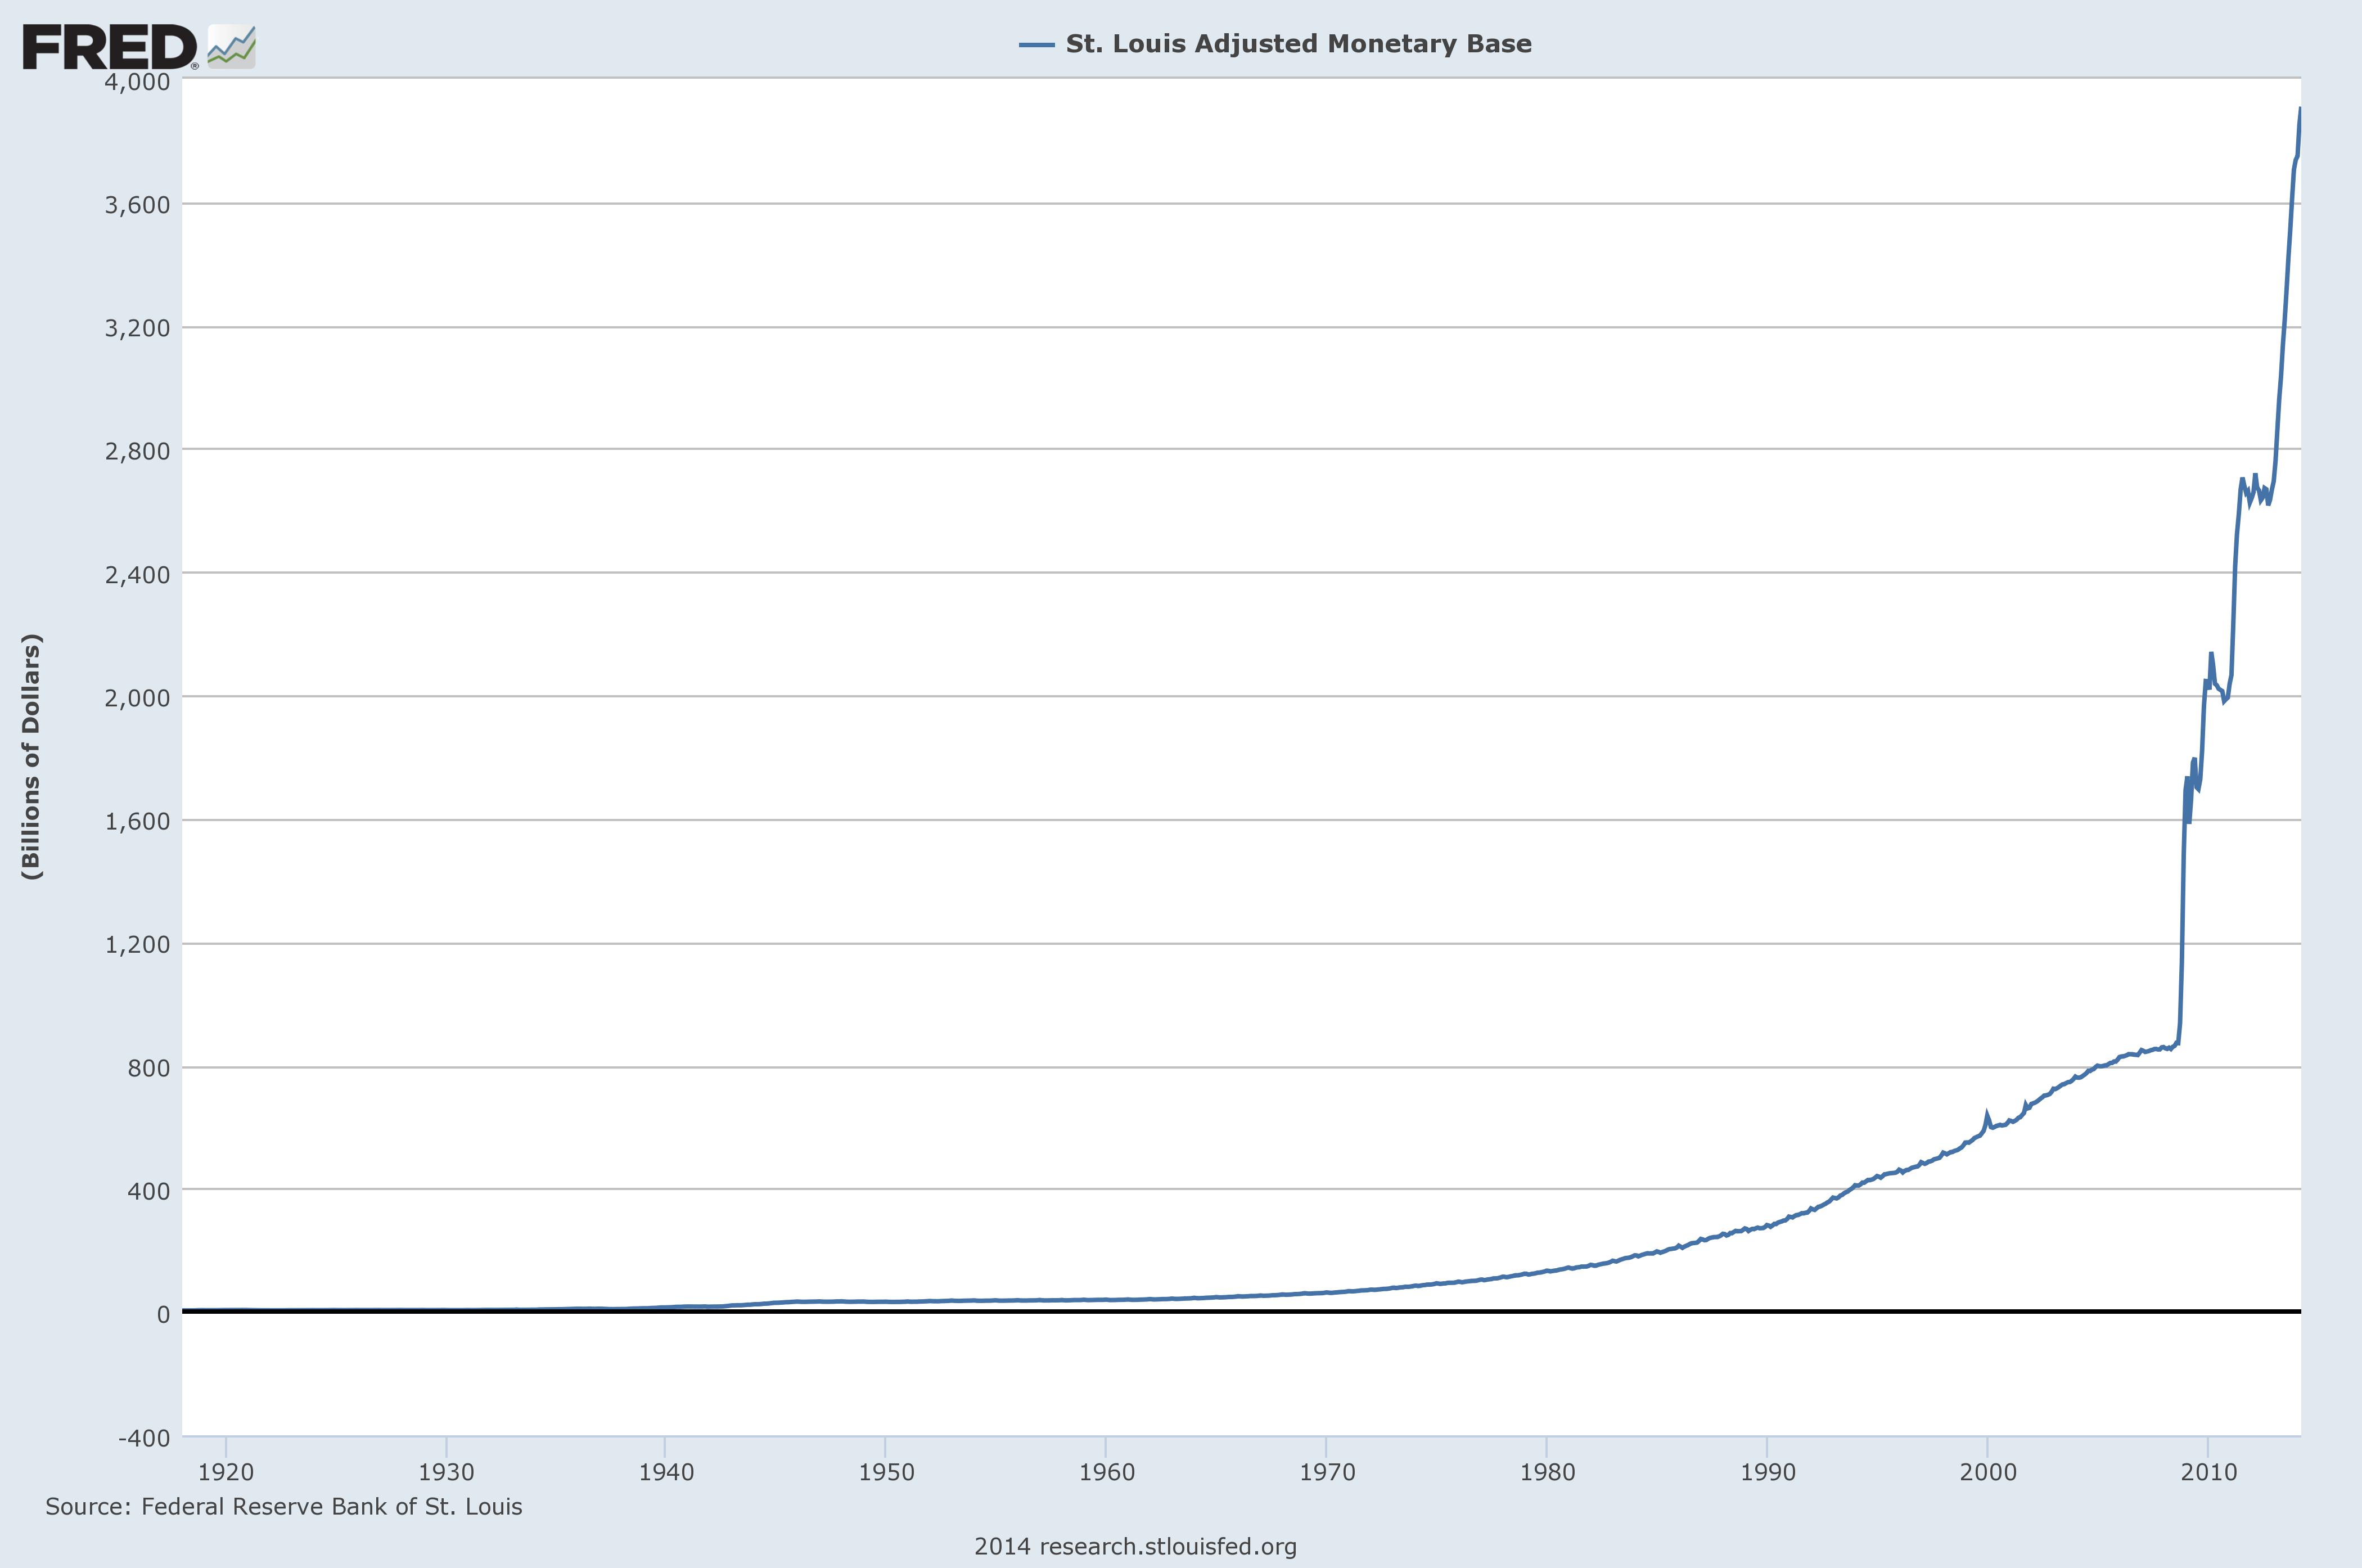 FRED®
St. Louis Adjusted Monetary Base
4,000
3,600
3,200
2,800
2,400
2,000
1,600
1,200
800
400
0
-400
(Billions of Dollars)
1920 1930 1940 1950 1960 1970 1980 1990 2000 2010
Source: Federal Reserve Bank of St. Louis
2014 research.stlouisfed.org